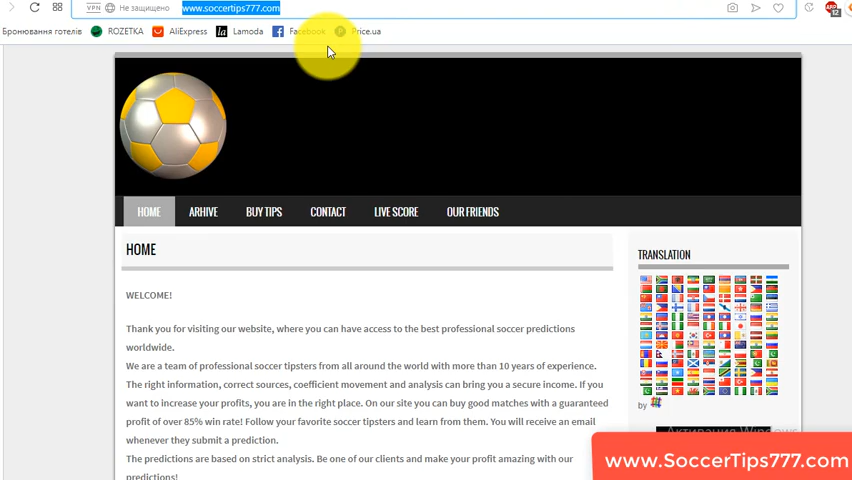 VPN Не защищено www.soccertips777.com
Бронювання готелів ROZETKA AliExpress la Lamoda Facebook P Price.ua
HOME ARHIVE BUY TIPS CONTACT LIVE SCORE OUR FRIENDS
HOME
WELCOME!
Thank you for visiting our website, where you can have access to the best professional soccer predictions
worldwide.
We are a team of professional soccer tipsters from all around the world with more than 10 years of experience.
The right information, correct sources, coefficient movement and analysis can bring you a secure income. If you
want to increase your profits, you are in the right place. On our site you can buy good matches with a guaranteed
profit of over 85% win rate! Follow your favorite soccer tipsters and learn from them. You will receive an email
whenever they submit a prediction.
The predictions are based on strict analysis. Be one of our clients and make your profit amazing with our
predictions!
TRANSLATION
by
Активация Windows
www.SoccerTips777.com